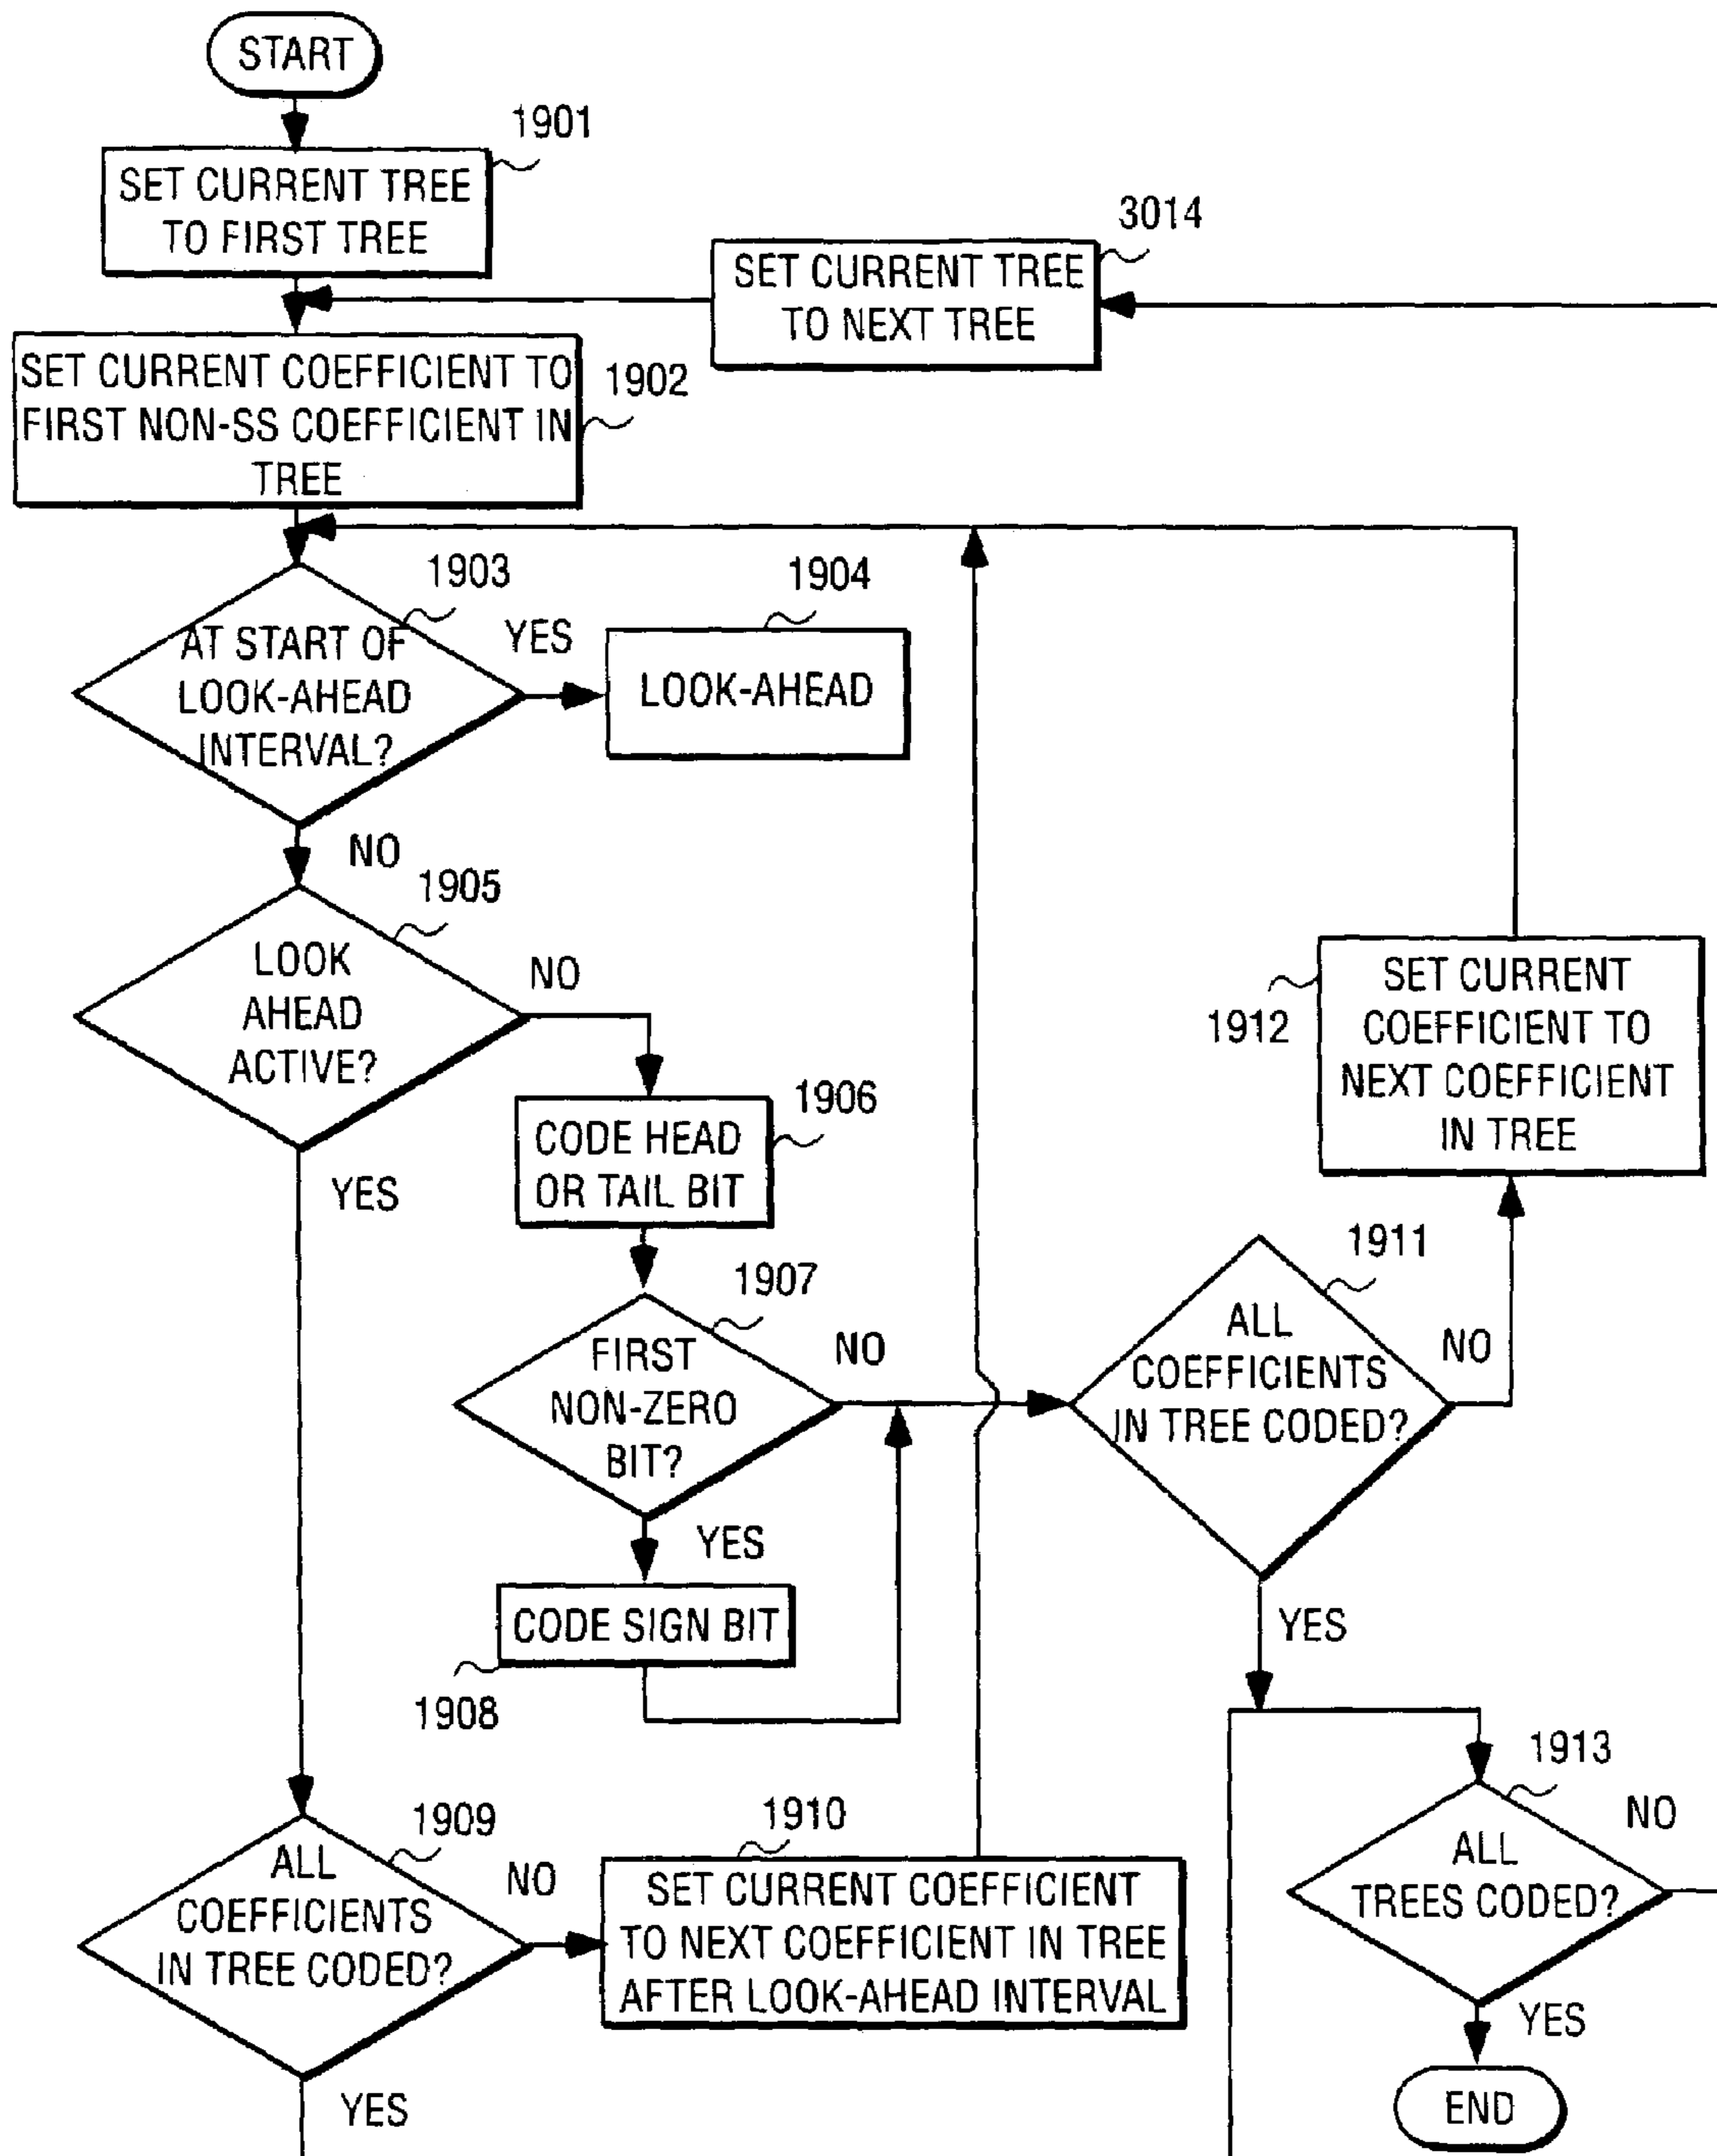 START
1901
SET CURRENT TREE
TO FIRST TREE
3014
SET CURRENT TREE
TO NEXT TREE
SET CURRENT COEFFICIENT TO
FIRST NON-SS COEFFICIENT IN
TREE
1902
1903
AT START OF
LOOK-AHEAD
INTERVAL?
YES
1904
LOOK-AHEAD
NO
1905
LOOK
AHEAD
ACTIVE?
NO
YES
1906
CODE HEAD
OR TAIL BIT
1907
FIRST
NON-ZERO
BIT?
NO
YES
CODE SIGN BIT
1908
1911
ALL
COEFFICIENTS
IN TREE CODED?
NO
1912
SET CURRENT
COEFFICIENT TO
NEXT COEFFICIENT
IN TREE
YES
1909
ALL
COEFFICIENTS
IN TREE CODED?
NO
1910
SET CURRENT COEFFICIENT
TO NEXT COEFFICIENT IN TREE
AFTER LOOK-AHEAD INTERVAL
YES
1913
ALL
TREES CODED?
NO
YES
END